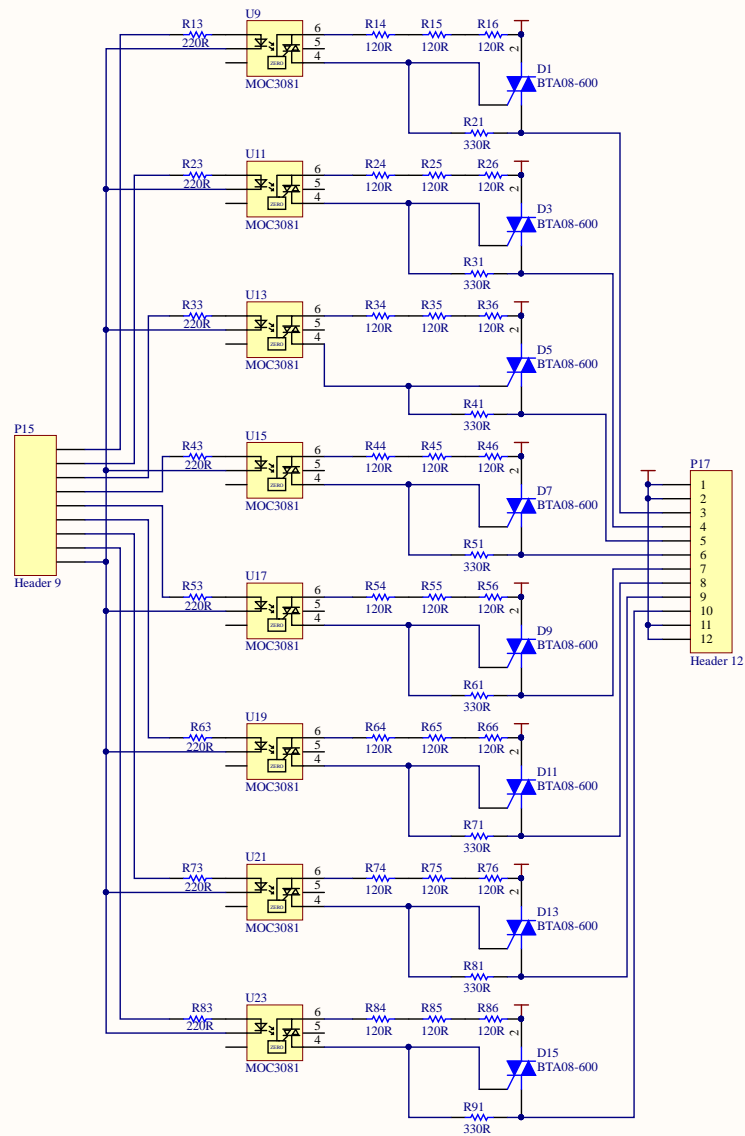 U9
R13
220R
6
5
4
ZERO
MOC3081
R14
120R
R15
120R
R16
120R
2
D1
BTA08-600
R21
330R
U11
R23
220R
6
5
4
ZERO
MOC3081
R24
120R
R25
120R
R26
120R
2
D3
BTA08-600
R31
330R
U13
R33
220R
6
5
4
ZERO
MOC3081
R34
120R
R35
120R
R36
120R
2
D5
BTA08-600
R41
330R
P15
Header 9
U15
R43
220R
6
5
4
ZERO
MOC3081
R44
120R
R45
120R
R46
120R
2
D7
BTA08-600
R51
330R
P17
1
2
3
4
5
6
7
8
9
10
11
12
Header 12
U17
R53
220R
6
5
4
ZERO
MOC3081
R54
120R
R55
120R
R56
120R
2
D9
BTA08-600
R61
330R
U19
R63
220R
6
5
4
ZERO
MOC3081
R64
120R
R65
120R
R66
120R
2
D11
BTA08-600
R71
330R
U21
R73
220R
6
5
4
ZERO
MOC3081
R74
120R
R75
120R
R76
120R
2
D13
BTA08-600
R81
330R
U23
R83
220R
6
5
4
ZERO
MOC3081
R84
120R
R85
120R
R86
120R
2
D15
BTA08-600
R91
330R